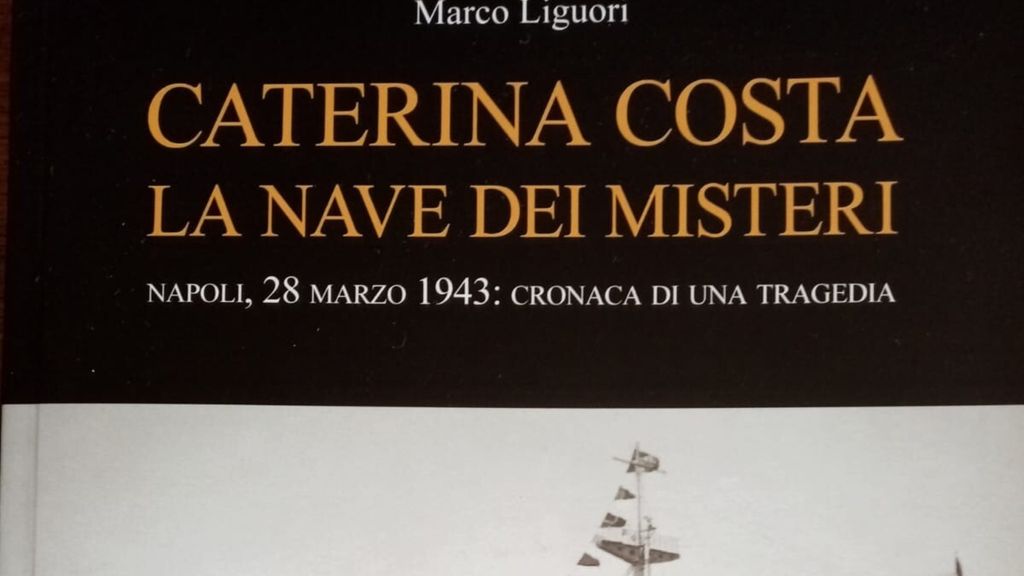 Marco Liguori
CATERINA COSTA
LA NAVE DEI MISTERI
NAPOLI, 28 MARZO 1943: CRONACA DI UNA TRAGEDIA